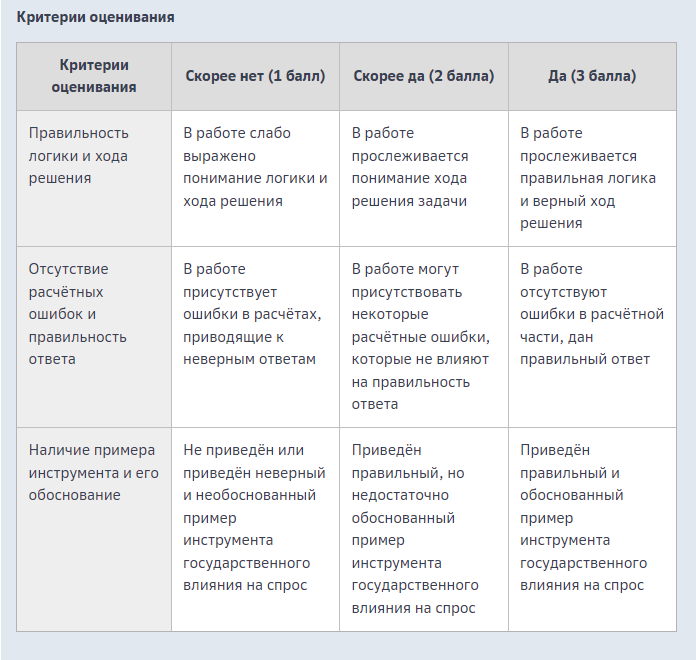 Критерии оценивания
Критерии
оценивания
Скорее нет (1 балл)
Скорее да (2 балла)
Да (3 балла)
Правильность
логики и хода
решения
В работе слабо
выражено
понимание логики и
хода решения
В работе
прослеживается
понимание хода
решения задачи
В работе
прослеживается
правильная логика
и верный ход
решения
Отсутствие
расчётных
ошибок и
правильность
ответа
В работе
присутствует
ошибки в расчётах,
приводящие к
неверным ответам
В работе могут
присутствовать
некоторые
расчётные ошибки,
которые не влияют
на правильность
ответа
В работе
отсутствуют
ошибки в расчётной
части, дан
правильный ответ
Наличие примера
инструмента и его
обоснование
Не приведён или
приведён неверный
и необоснованный
пример
инструмента
государственного
влияния на спрос
Приведён
правильный, но
недостаточно
обоснованный
пример
инструмента
государственного
влияния на спрос
Приведён
правильный и
обоснованный
пример
инструмента
государственного
влияния на спрос